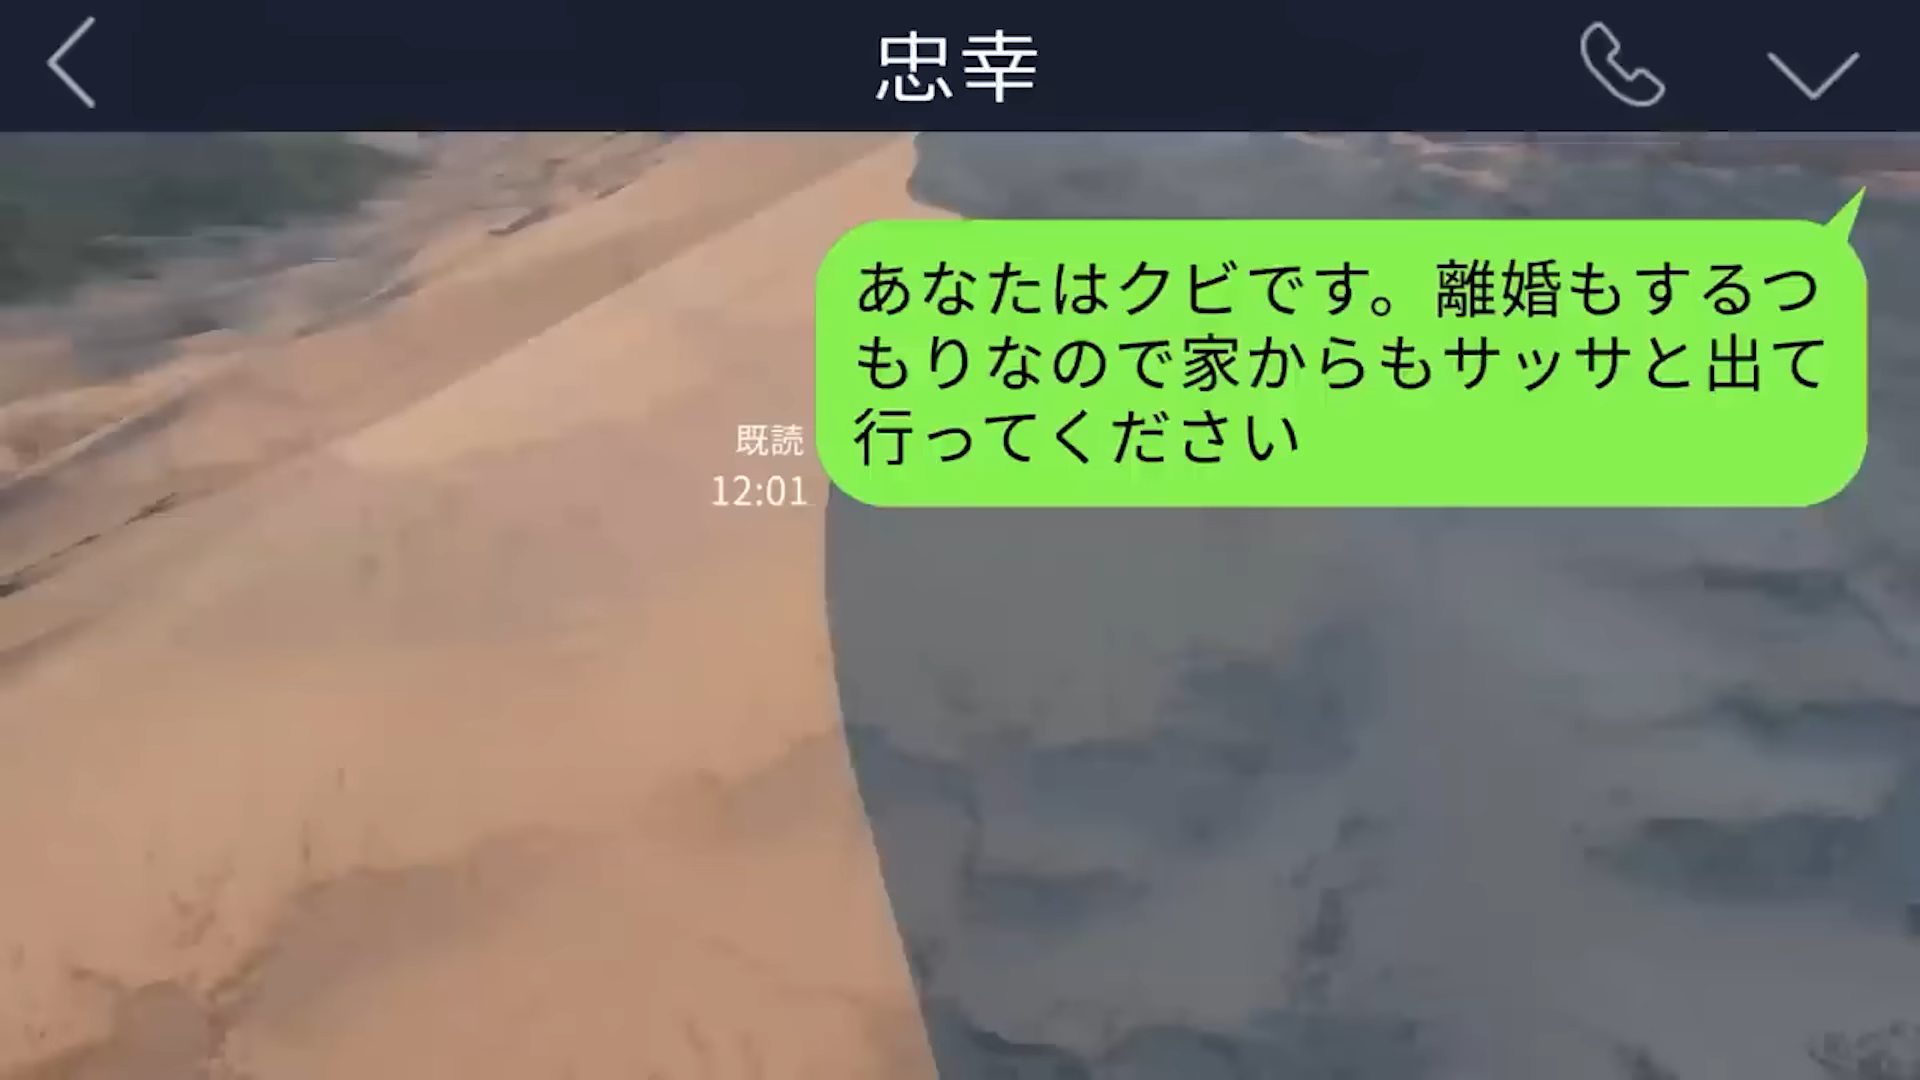 忠幸
あなたはクビです。離婚もするつ
もりなので家からもサッサと出て
行ってください
既読
12:01